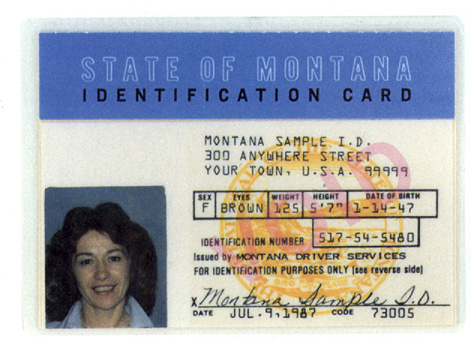 STATE OF MONTANA
IDENTIFICATION CARD
MONTANA SAMPLE I.D.
300 ANYWHERE STREET
YOUR TOWN, U.S.A. 99999
SEX EYES WEIGHT HEIGHT DATE OF BIRTH
F BROWN 125 5'7" 1-14-47
IDENTIFICATION NUMBER 517-54-5480
Issued by MONTANA DRIVER SERVICES
FOR IDENTIFICATION PURPOSES ONLY (see reverse side)
X Montana Sample I.D.
DATE JUL. 9, 1987 CODE 73005